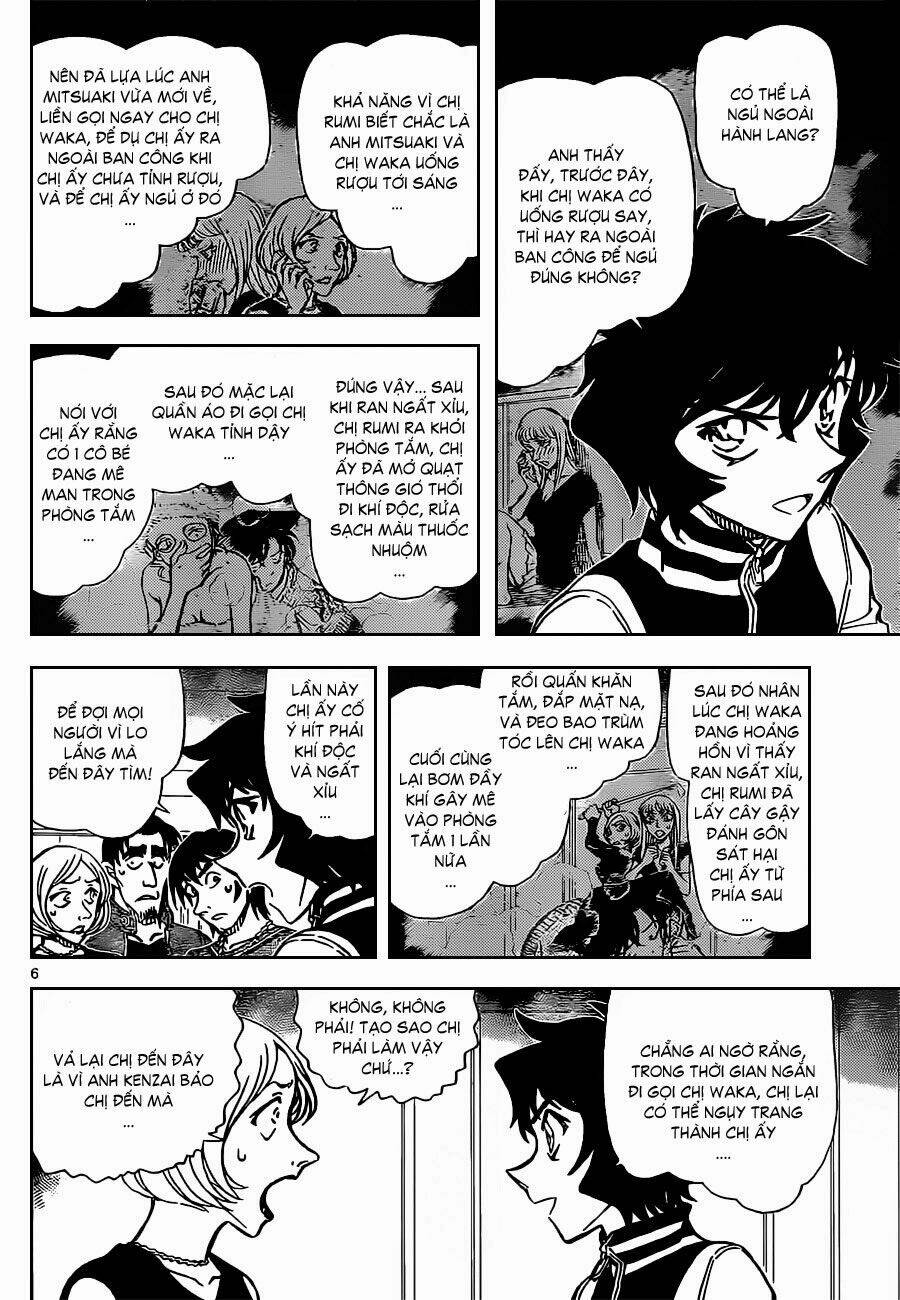 CÓ THỂ LÀ
NGỦ NGOÀI
HÀNH LANG?
ANH THẤY
ĐẤY, TRƯỚC ĐÂY,
KHI CHỊ WAKA CÓ
UỐNG RƯỢU SAY,
THÌ HAY RA NGOÀI
BAN CÔNG ĐỂ NGỦ
ĐÚNG KHÔNG?
KHẢ NĂNG VÌ CHỊ
RUMI BIẾT CHẮC LÀ
ANH MITSUAKI VÀ
CHỊ WAKA UỐNG
RƯỢU TỚI SÁNG
...
NÊN ĐÃ LỰA LÚC ANH
MITSUAKI VỪA MỚI VỀ,
LIỀN GỌI NGAY CHO CHỊ
WAKA, ĐỂ DỤ CHỊ ẤY RA
NGOÀI BAN CÔNG KHI
CHỊ ẤY CHƯA TỈNH RƯỢU,
VÀ ĐỂ CHỊ ẤY NGỦ Ở ĐÓ
...
ĐÚNG VẬY... SAU
KHI RAN NGẤT XỈU,
CHỊ RUMI RA KHỎI
PHÒNG TẮM, CHỊ
ẤY ĐÃ MỞ QUẠT
THÔNG GIÓ THỔI
ĐI KHÍ ĐỘC, RỬA
SẠCH MÀU THUỐC
NHUỘM
...
SAU ĐÓ MẶC LẠI
QUẦN ÁO ĐI GỌI CHỊ
WAKA TỈNH DẬY
...
NÓI VỚI
CHỊ ẤY RẰNG
CÓ 1 CÔ BÉ
ĐANG MÊ
MAN TRONG
PHÒNG TẮM
...
SAU ĐÓ NHÂN
LÚC CHỊ WAKA
ĐANG HOẢNG
HỒN VÌ THẤY
RAN NGẤT XỈU,
CHỊ RUMI ĐÃ
LẤY CÂY GẬY
ĐÁNH GÔN
SÁT HẠI
CHỊ ẤY TỪ
PHÍA SAU
...
RỒI QUẤN KHĂN
TẮM, ĐẮP MẶT NẠ,
VÀ ĐEO BAO TRÙM
TÓC LÊN CHỊ WAKA
...
CUỐI CÙNG
LẠI BƠM ĐẦY
KHÍ GÂY MÊ
VÀO PHÒNG
TẮM 1 LẦN
NỮA
...
LẦN NÀY
CHỊ ẤY CỐ
Ý HÍT PHẢI
KHÍ ĐỘC
VÀ NGẤT
XỈU
...
ĐỂ ĐỢI MỌI
NGƯỜI VÌ LO
LẮNG MÀ
ĐẾN ĐÂY TÌM!
6
CHẲNG AI NGỜ RẰNG,
TRONG THỜI GIAN NGẮN
ĐI GỌI CHỊ WAKA, CHỊ LẠI
CÓ THỂ NGỤY TRANG
THÀNH CHỊ ẤY
....
KHÔNG, KHÔNG
PHẢI! TẠO SAO CHỊ
PHẢI LÀM VẬY
CHỨ...?
VẢ LẠI CHỊ ĐẾN ĐÂY
LÀ VÌ ANH KENZAI BẢO
CHỊ ĐẾN MÀ
...